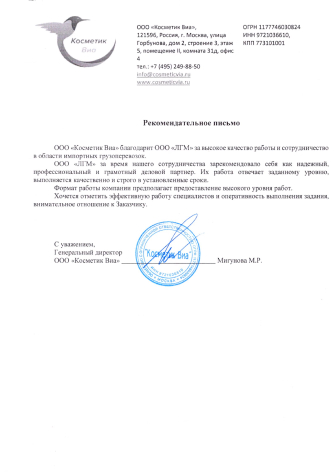 Косметик
Виа
ООО «Косметик Виа»,
121596, Россия, г. Москва, улица
Горбунова, дом 2, строение 3, этаж
5, помещение II, комната 31д, офис
4
тел.: +7 (495) 249-88-50
info@cosmeticvia.ru
www.cosmeticvia.ru
ОГРН 1177746030824
ИНН 9721036610,
КПП 773101001
Рекомендательное письмо
ООО «Косметик Виа» благодарит ООО «ЛГМ» за высокое качество работы и сотрудничество
в области импортных грузоперевозок.
ООО «ЛГМ» за время нашего сотрудничества зарекомендовало себя как надежный,
профессиональный и грамотный деловой партнер. Их работа отвечает заданному уровню,
выполняется качественно и строго в установленные сроки.
Формат работы компании предполагает предоставление высокого уровня работ.
Хочется отметить эффективную работу специалистов и оперативность выполнения задания,
внимательное отношение к Заказчику.
С уважением,
Генеральный директор
ООО «Косметик Виа» Мигунова М.Р.
"Косметик Виа"